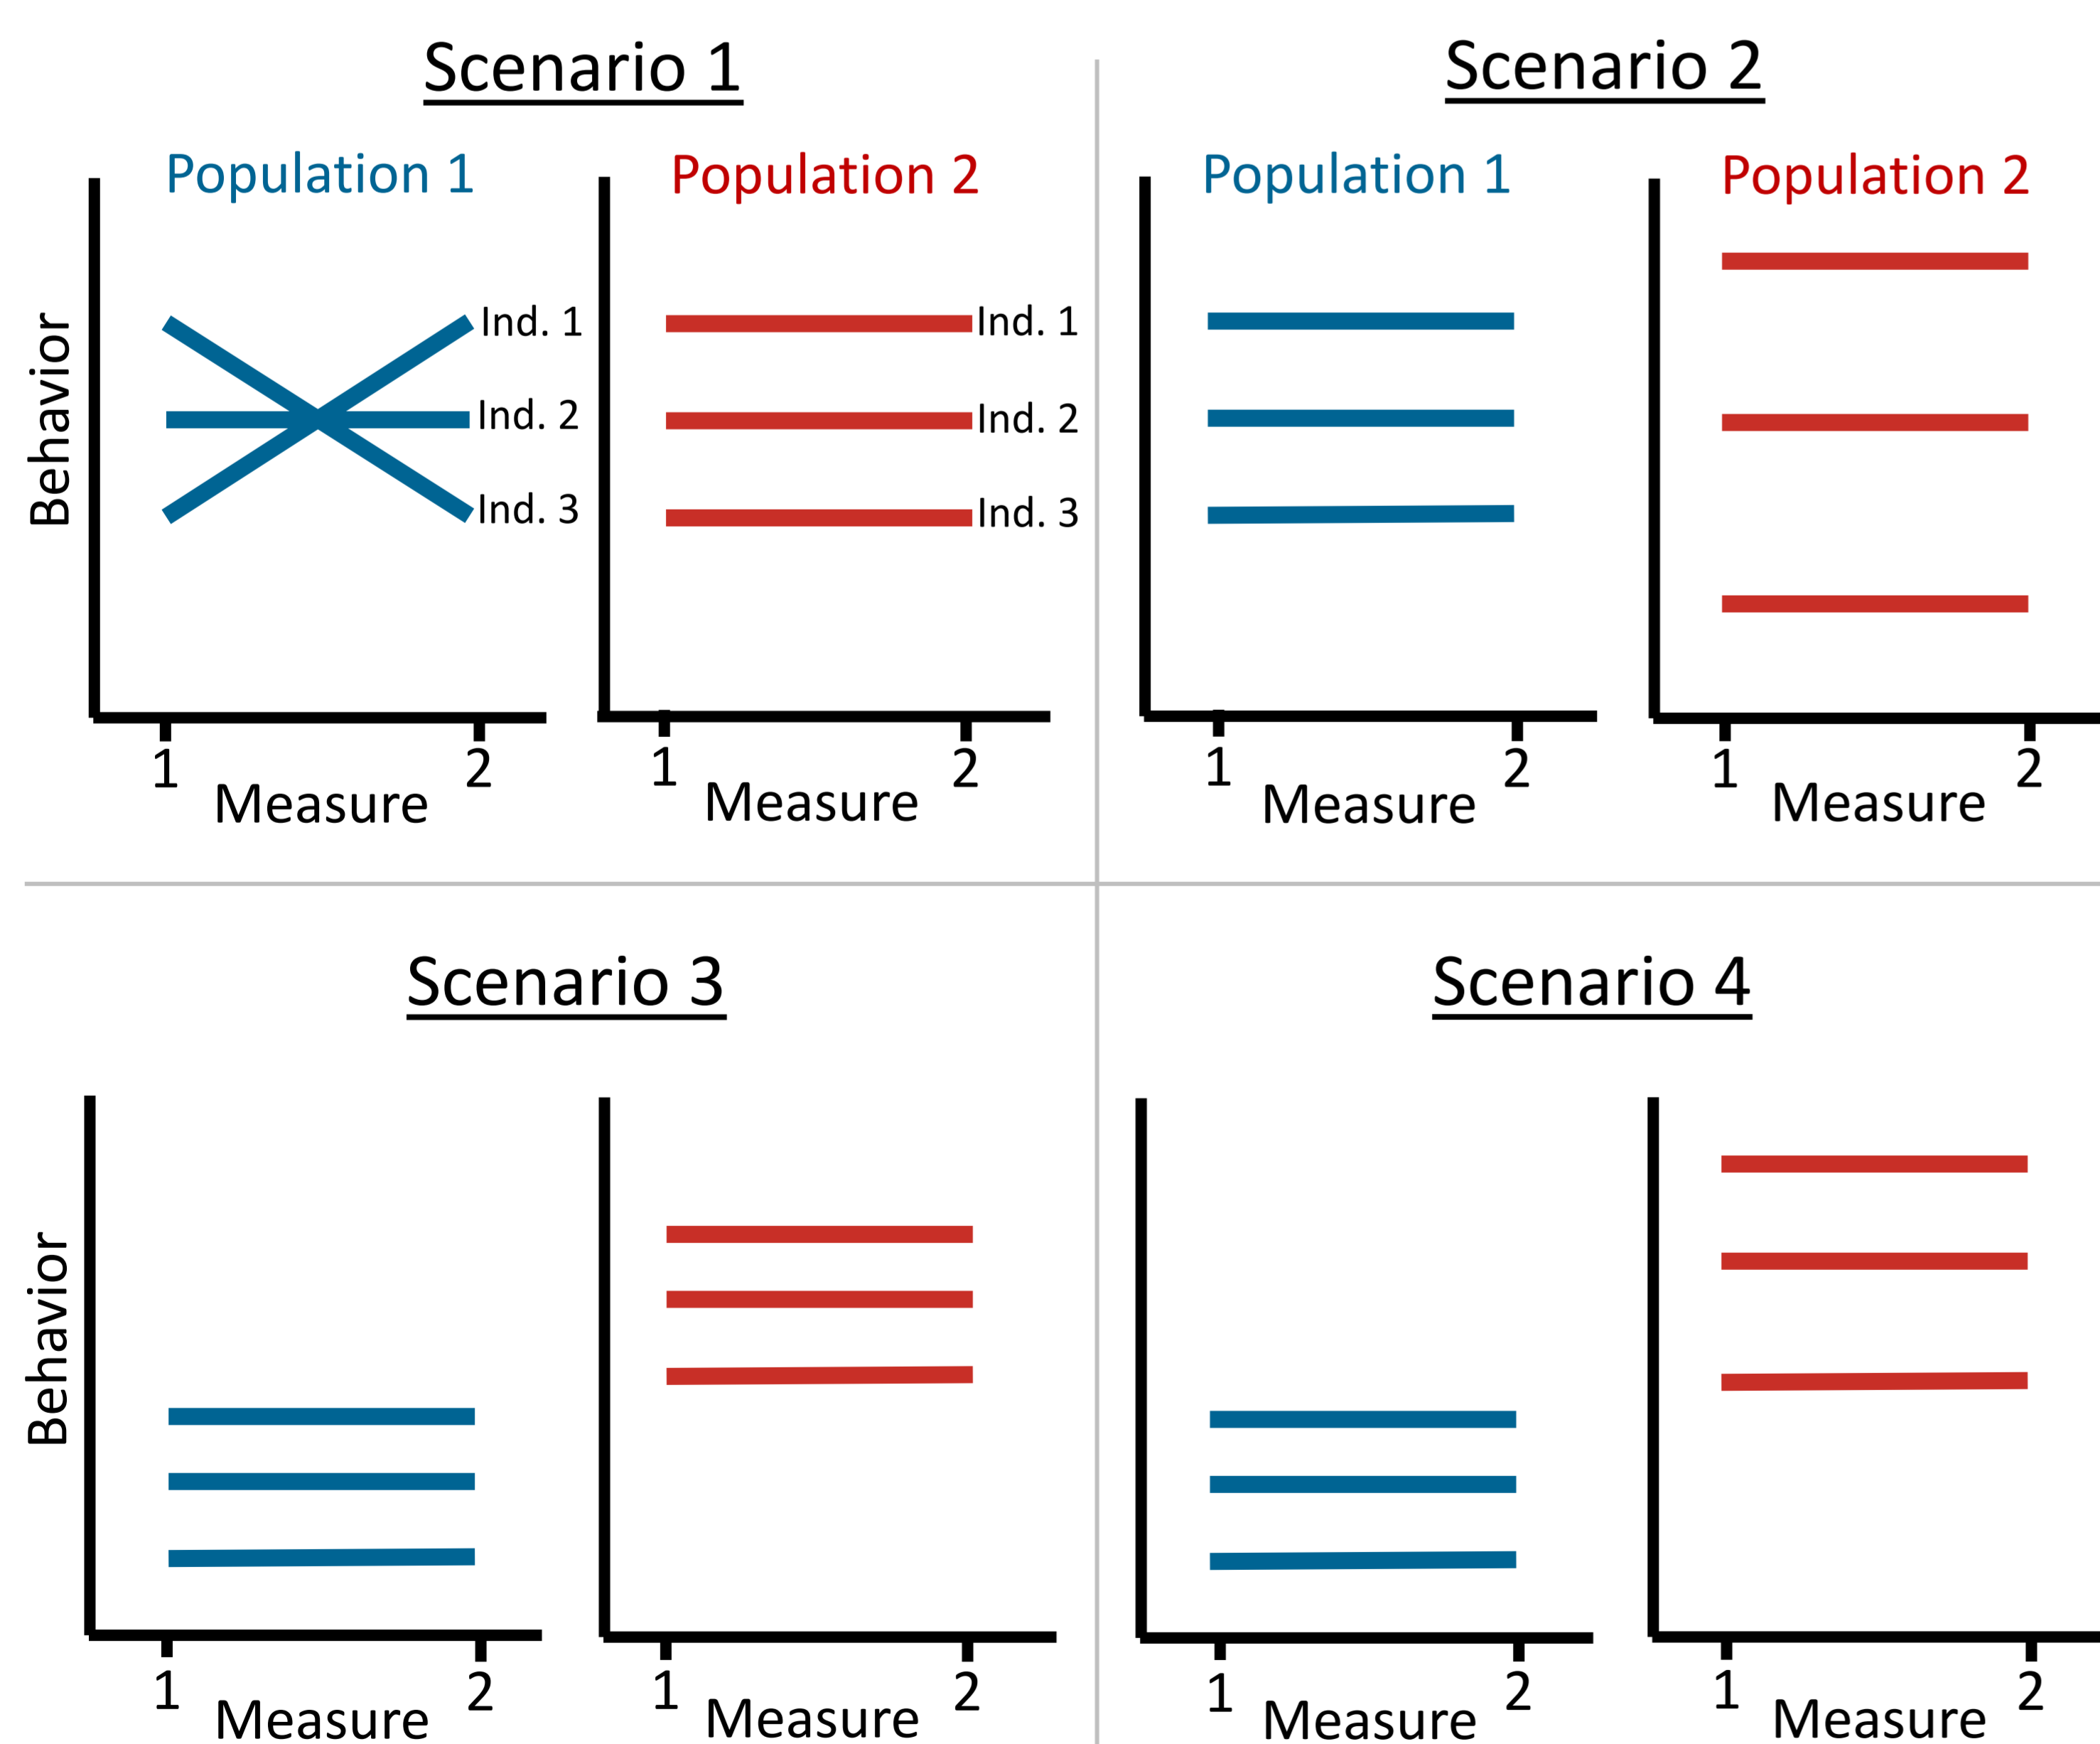 Scenario 1
Population 1
Population 2
Behavior
Ind. 1
Ind. 2
Ind. 3
Ind. 1
Ind. 2
Ind. 3
1
2
Measure
1
2
Measure
Scenario 2
Population 1
Population 2
1
2
Measure
1
2
Measure
Scenario 3
Behavior
1
2
Measure
1
2
Measure
Scenario 4
1
2
Measure
1
2
Measure